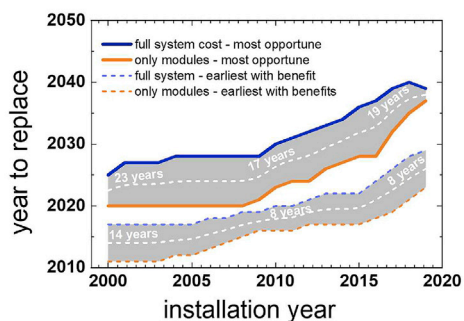 2050
full system cost - most opportune
only modules - most opportune
2040
full system - earliest with benefit
only modules - earliest with benefits
19 years
2030
17 years
23 years
8 years
2020
8 years
14 years
2010
2000 2005 2010 2015 2020
installation year
year to replace